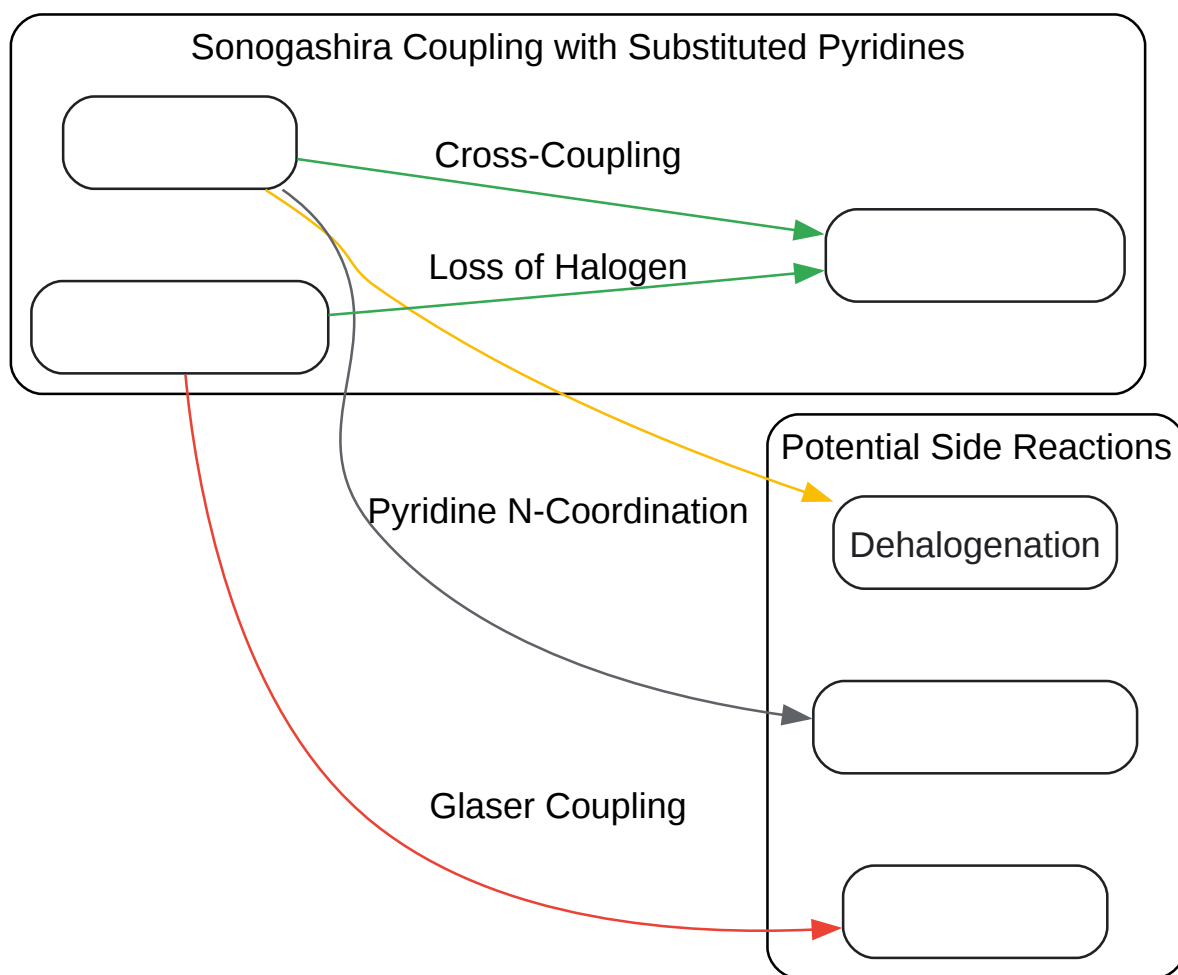 Sonogashira Coupling with Substituted Pyridines
Cross-Coupling
Loss of Halogen
Potential Side Reactions
Pyridine N-Coordination
Dehalogenation
Glaser Coupling